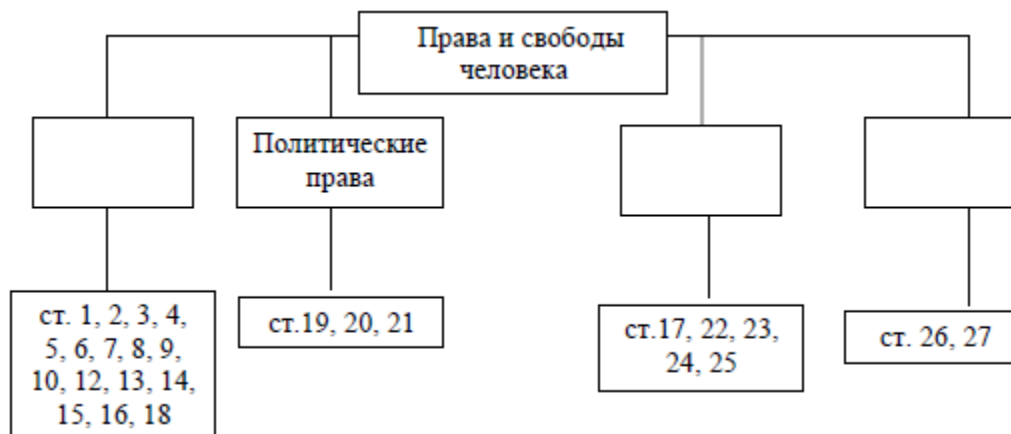 Права и свободы
человека
Политические
права
ст. 1, 2, 3, 4,
5, 6, 7, 8, 9,
10, 12, 13, 14,
15, 16, 18
ст.19, 20, 21
ст.17, 22, 23,
24, 25
ст. 26, 27